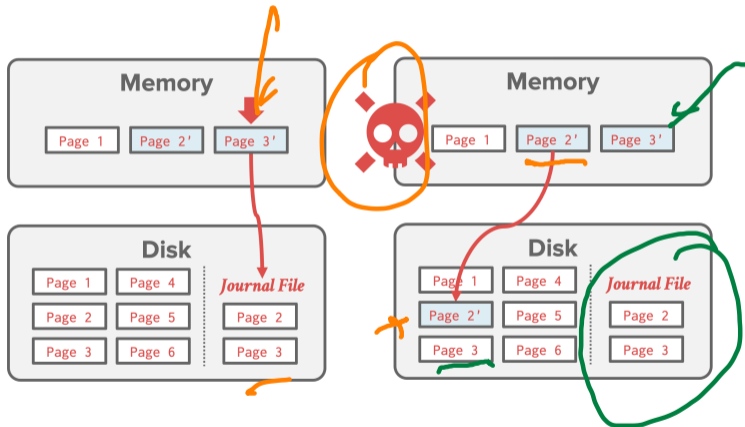 Memory
Page 1 Page 2' Page 3'
Disk
Page 1 Page 4 Journal File
Page 2 Page 5 Page 2
Page 3 Page 6 Page 3
Memory
Page 1 Page 2' Page 3'
Disk
Page 1 Page 4 Journal File
Page 2' Page 5 Page 2
Page 3 Page 6 Page 3